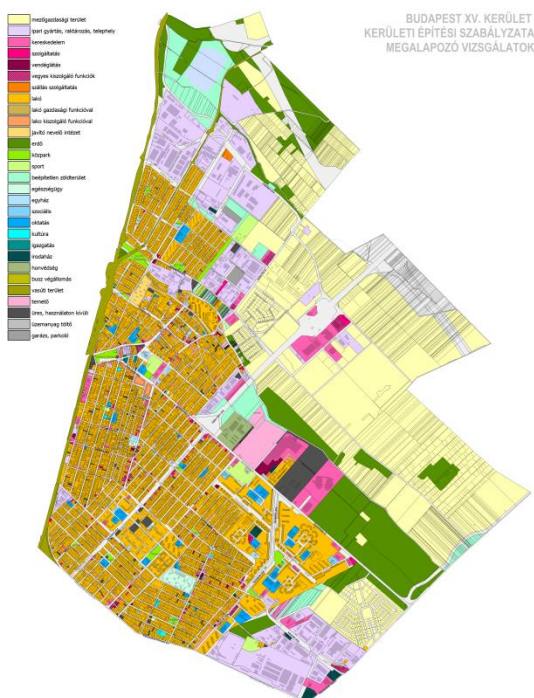 BUDAPEST XV. KERÜLET
KERÜLETI ÉPÍTÉSI SZABÁLYZATA
MEGALAPOZÓ VIZSGÁLATOK
mezőgazdasági terület
ipari gyártás, raktározás, telephely
kereskedelem
szolgáltatás
vendéglátás
vegyes kiszolgáló funkciók
szállás szolgáltatás
lakó
lakó gazdasági funkcióval
lakó kiszolgáló funkcióval
javító nevelő intézet
erdő
közpark
sport
beépítetlen zöldterület
egészségügy
egyház
szociális
oktatás
kultúra
igazgatás
irodaház
honvédség
busz végállomás
vasúti terület
temető
üres, használaton kívüli
üzemanyag töltő
garázs, parkoló